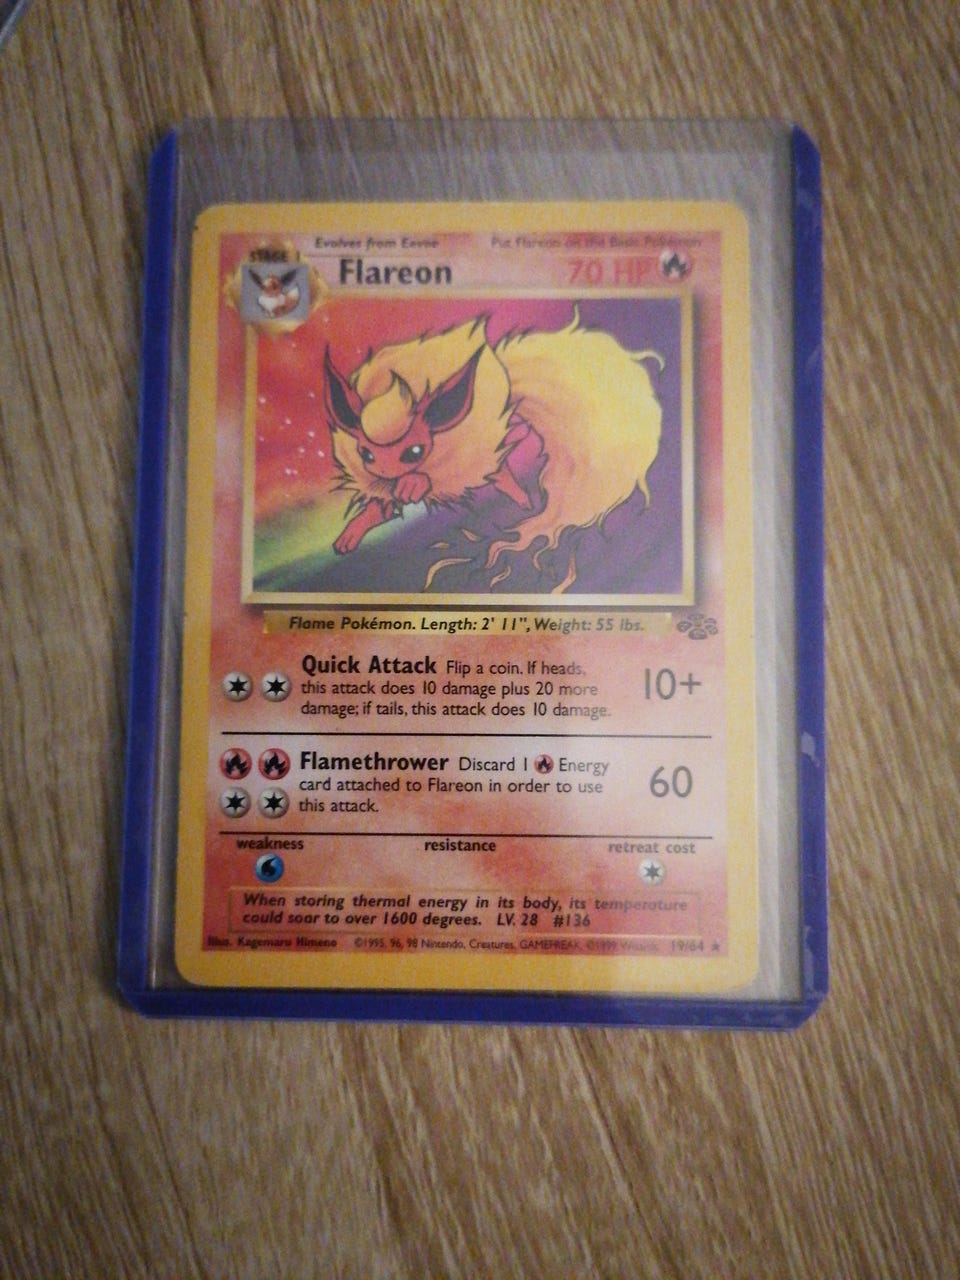 Evolves from Eevee Put Flareon on the Basic Pokémon
STAGE 1
Flareon 70 HP
Flame Pokémon. Length: 2' 11", Weight: 55 lbs.
Quick Attack Flip a coin. If heads,
this attack does 10 damage plus 20 more
damage; if tails, this attack does 10 damage.
10+
Flamethrower Discard 1 Energy
card attached to Flareon in order to use
this attack.
60
weakness resistance retreat cost
When storing thermal energy in its body, its temperature
could soar to over 1600 degrees. LV. 28 #136
Illus. Kagemaru Himeno ©1995, 96, 98 Nintendo, Creatures, GAMEFREAK. ©1999 Wizards. 19/64 ★